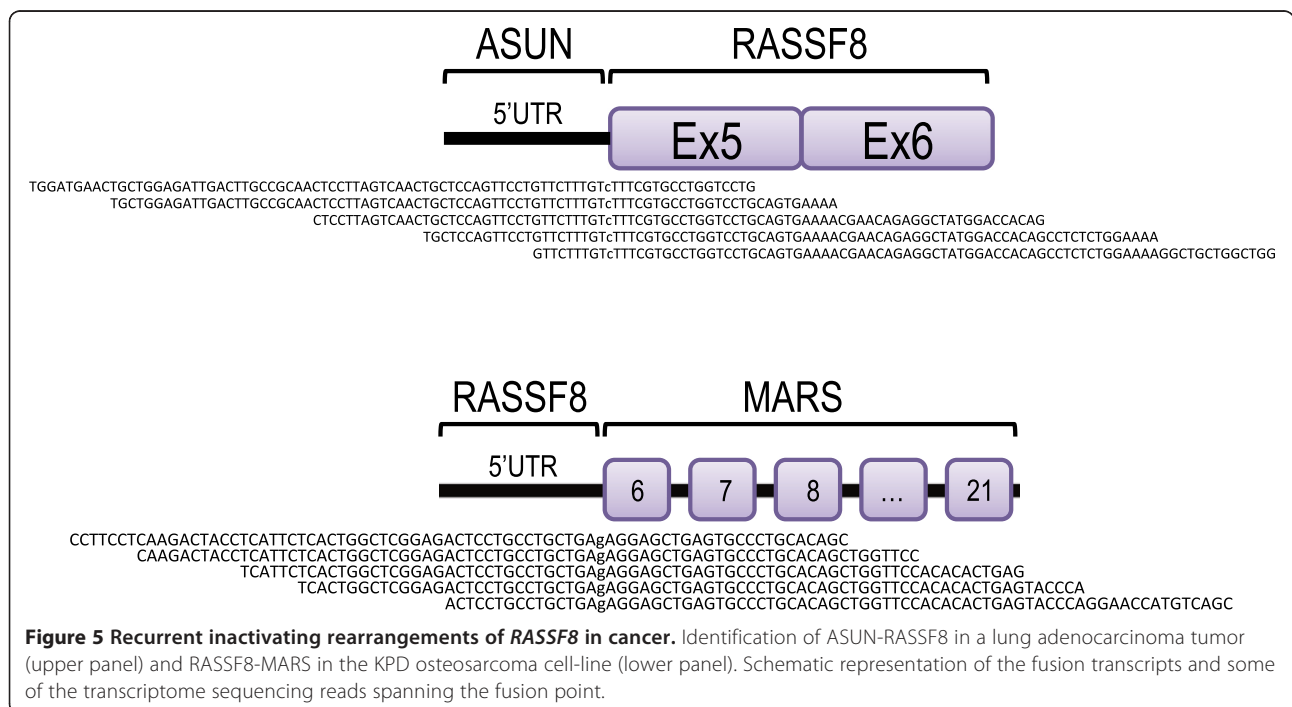 ASUN RASSF8
5'UTR Ex5 Ex6
TGGATGAACTGCTGGAGATTGACTTGCCGCAACTCCTTAGTCAACTGCTCCAGTTCCTGTTCTTTGTcTTTCGTGCCTGGTCCTG
TGCTGGAGATTGACTTGCCGCAACTCCTTAGTCAACTGCTCCAGTTCCTGTTCTTTGTcTTTCGTGCCTGGTCCTGCAGTGAAAA
CTCCTTAGTCAACTGCTCCAGTTCCTGTTCTTTGTcTTTCGTGCCTGGTCCTGCAGTGAAAACGAACAGAGGCTATGGACCACAG
TGCTCCAGTTCCTGTTCTTTGTcTTTCGTGCCTGGTCCTGCAGTGAAAACGAACAGAGGCTATGGACCACAGCCTCTCTGGAAAA
GTTCTTTGTcTTTCGTGCCTGGTCCTGCAGTGAAAACGAACAGAGGCTATGGACCACAGCCTCTCTGGAAAAGGCTGCTGGCTGG
RASSF8 MARS
5'UTR 6 7 8 ... 21
CCTTCCTCAAGACTACCTCATTCTCACTGGCTCGGAGACTCCTGCCTGCTGAgAGGAGCTGAGTGCCCTGCACAGC
CAAGACTACCTCATTCTCACTGGCTCGGAGACTCCTGCCTGCTGAgAGGAGCTGAGTGCCCTGCACAGCTGGTTCC
TCATTCTCACTGGCTCGGAGACTCCTGCCTGCTGAgAGGAGCTGAGTGCCCTGCACAGCTGGTTCCACACACTGAG
TCACTGGCTCGGAGACTCCTGCCTGCTGAgAGGAGCTGAGTGCCCTGCACAGCTGGTTCCACACACTGAGTACCCA
ACTCCTGCCTGCTGAgAGGAGCTGAGTGCCCTGCACAGCTGGTTCCACACACTGAGTACCCAGGAACCATGTCAGC
Figure 5 Recurrent inactivating rearrangements of RASSF8 in cancer. Identification of ASUN-RASSF8 in a lung adenocarcinoma tumor
(upper panel) and RASSF8-MARS in the KPD osteosarcoma cell-line (lower panel). Schematic representation of the fusion transcripts and some
of the transcriptome sequencing reads spanning the fusion point.